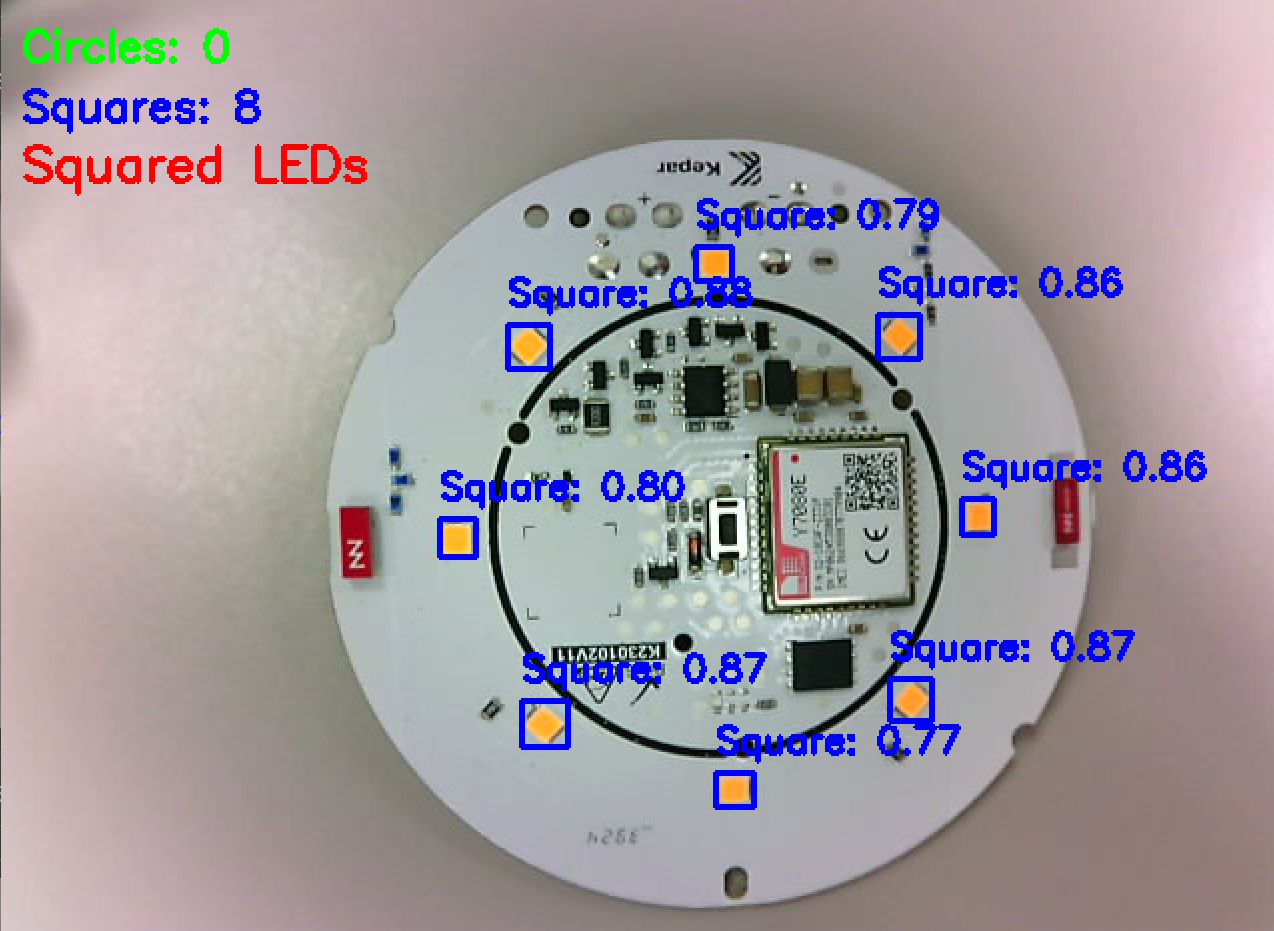 Circles: 0
Squares: 8
Squared LEDs
Kepar
+
Square: 0.79
Square: 0.88
Square: 0.86
Square: 0.80
Square: 0.86
Y7080E
CE
K230102V11
Square: 0.87
Square: 0.87
Square: 0.77